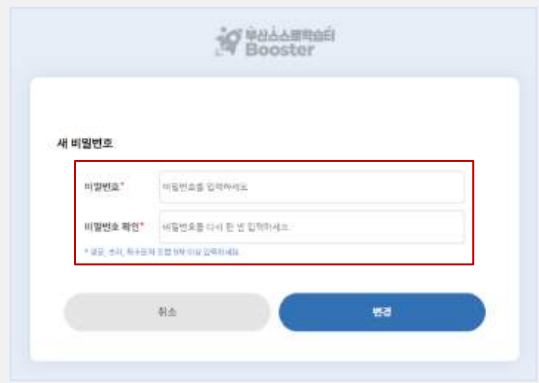 부산스스로학습터
Booster
새 비밀번호
비밀번호*
비밀번호를 입력하세요
비밀번호 확인*
비밀번호를 다시 한 번 입력하세요
* 영문, 숫자, 특수문자 조합 9자 이상 입력하세요.
취소
변경